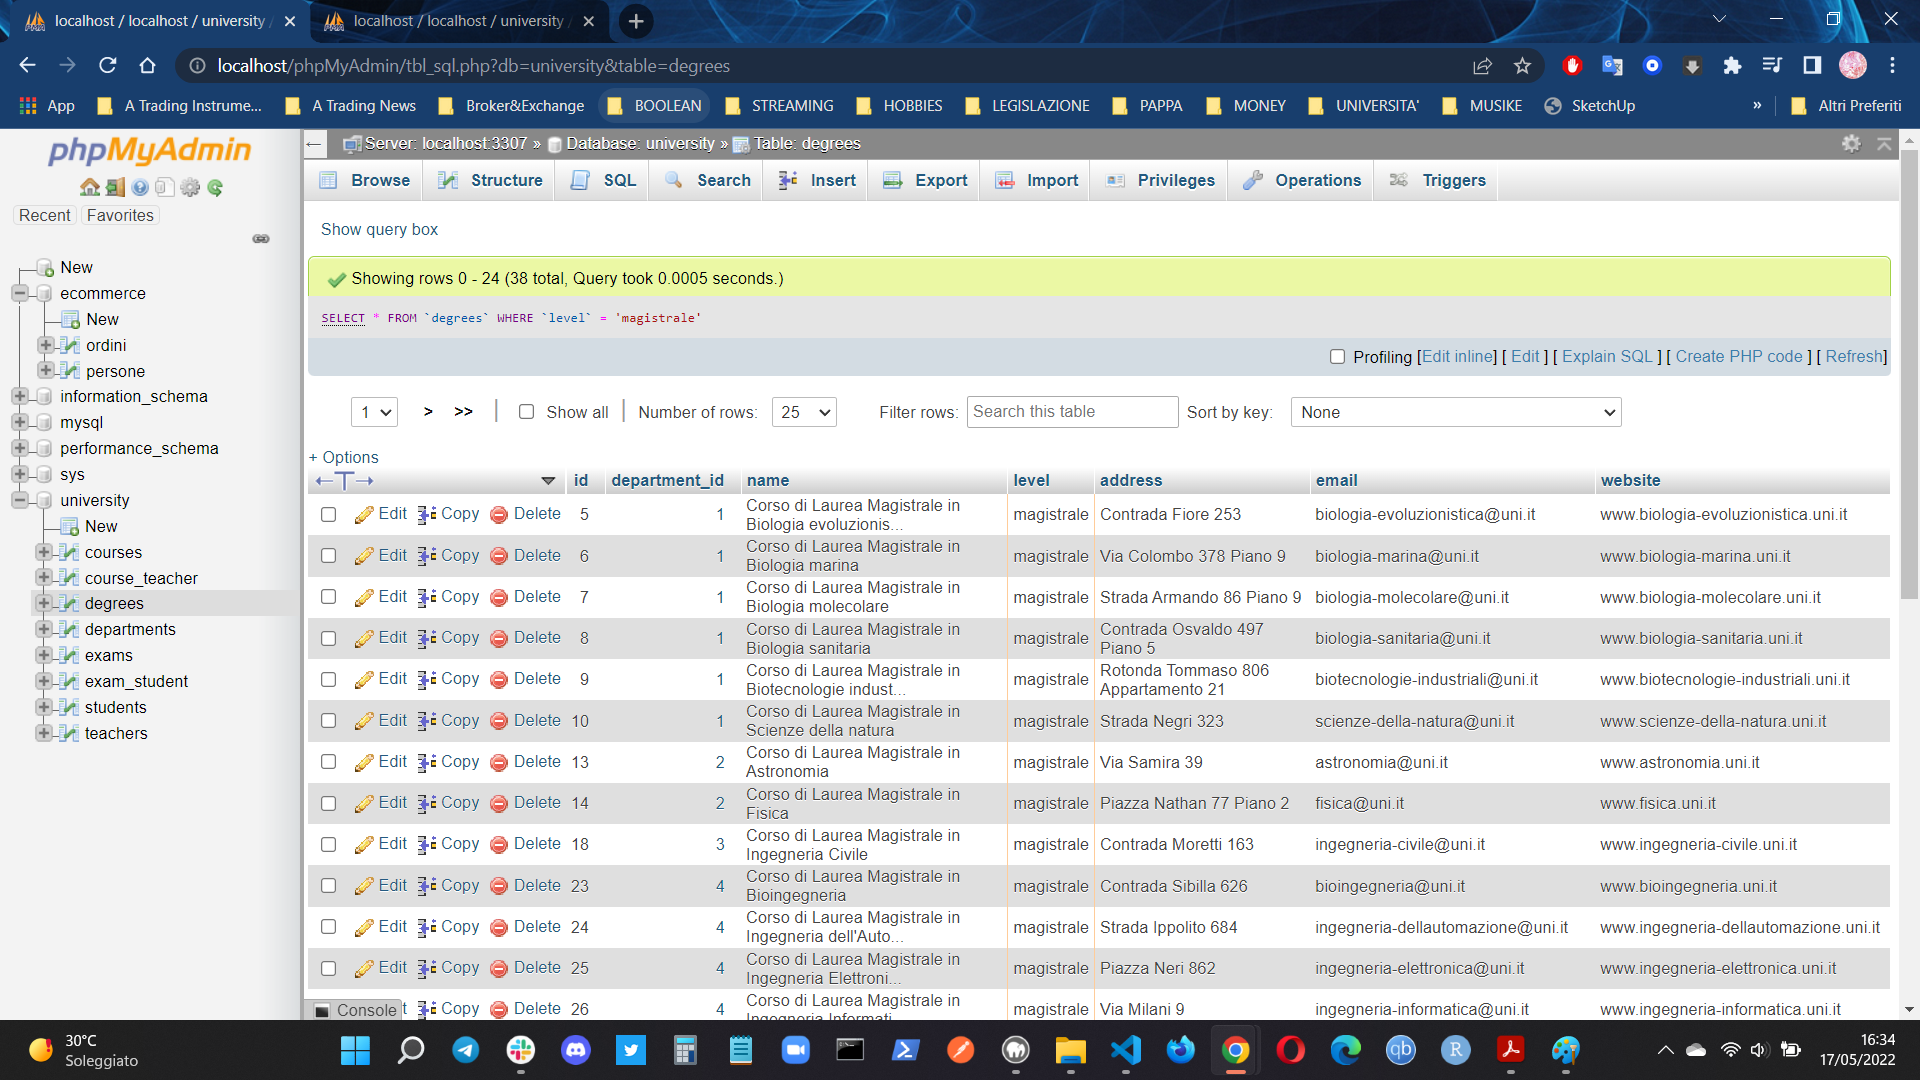 localhost / localhost / university
localhost / localhost / university
localhost/phpMyAdmin/tbl_sql.php?db=university&table=degrees
App
A Trading Instrume...
A Trading News
Broker&Exchange
BOOLEAN
STREAMING
HOBBIES
LEGISLAZIONE
PAPPA
MONEY
UNIVERSITA'
MUSIKE
SketchUp
»
Altri Preferiti
phpMyAdmin
Recent
Favorites
New
ecommerce
New
ordini
persone
information_schema
mysql
performance_schema
sys
university
New
courses
course_teacher
degrees
departments
exams
exam_student
students
teachers
Server: localhost:3307 » Database: university » Table: degrees
Browse
Structure
SQL
Search
Insert
Export
Import
Privileges
Operations
Triggers
Show query box
Showing rows 0 - 24 (38 total, Query took 0.0005 seconds.)
SELECT * FROM `degrees` WHERE `level` = 'magistrale'
Profiling [Edit inline] [ Edit ] [ Explain SQL ] [ Create PHP code ] [ Refresh]
1 > >> Show all Number of rows: 25 Filter rows: Search this table Sort by key: None
+ Options
id department_id name level address email website
Edit Copy Delete 5 1 Corso di Laurea Magistrale in Biologia evoluzionis... magistrale Contrada Fiore 253 biologia-evoluzionistica@uni.it www.biologia-evoluzionistica.uni.it
Edit Copy Delete 6 1 Corso di Laurea Magistrale in Biologia marina magistrale Via Colombo 378 Piano 9 biologia-marina@uni.it www.biologia-marina.uni.it
Edit Copy Delete 7 1 Corso di Laurea Magistrale in Biologia molecolare magistrale Strada Armando 86 Piano 9 biologia-molecolare@uni.it www.biologia-molecolare.uni.it
Edit Copy Delete 8 1 Corso di Laurea Magistrale in Biologia sanitaria magistrale Contrada Osvaldo 497 Piano 5 biologia-sanitaria@uni.it www.biologia-sanitaria.uni.it
Edit Copy Delete 9 1 Corso di Laurea Magistrale in Biotecnologie indust... magistrale Rotonda Tommaso 806 Appartamento 21 biotecnologie-industriali@uni.it www.biotecnologie-industriali.uni.it
Edit Copy Delete 10 1 Corso di Laurea Magistrale in Scienze della natura magistrale Strada Negri 323 scienze-della-natura@uni.it www.scienze-della-natura.uni.it
Edit Copy Delete 13 2 Corso di Laurea Magistrale in Astronomia magistrale Via Samira 39 astronomia@uni.it www.astronomia.uni.it
Edit Copy Delete 14 2 Corso di Laurea Magistrale in Fisica magistrale Piazza Nathan 77 Piano 2 fisica@uni.it www.fisica.uni.it
Edit Copy Delete 18 3 Corso di Laurea Magistrale in Ingegneria Civile magistrale Contrada Moretti 163 ingegneria-civile@uni.it www.ingegneria-civile.uni.it
Edit Copy Delete 23 4 Corso di Laurea Magistrale in Bioingegneria magistrale Contrada Sibilla 626 bioingegneria@uni.it www.bioingegneria.uni.it
Edit Copy Delete 24 4 Corso di Laurea Magistrale in Ingegneria dell'Auto... magistrale Strada Ippolito 684 ingegneria-dellautomazione@uni.it www.ingegneria-dellautomazione.uni.it
Edit Copy Delete 25 4 Corso di Laurea Magistrale in Ingegneria Elettroni... magistrale Piazza Neri 862 ingegneria-elettronica@uni.it www.ingegneria-elettronica.uni.it
Copy Delete 26 4 Corso di Laurea Magistrale in Ingegneria Informati... magistrale Via Milani 9 ingegneria-informatica@uni.it www.ingegneria-informatica.uni.it
Console
30°C
Soleggiato
qb
R
16:34
17/05/2022